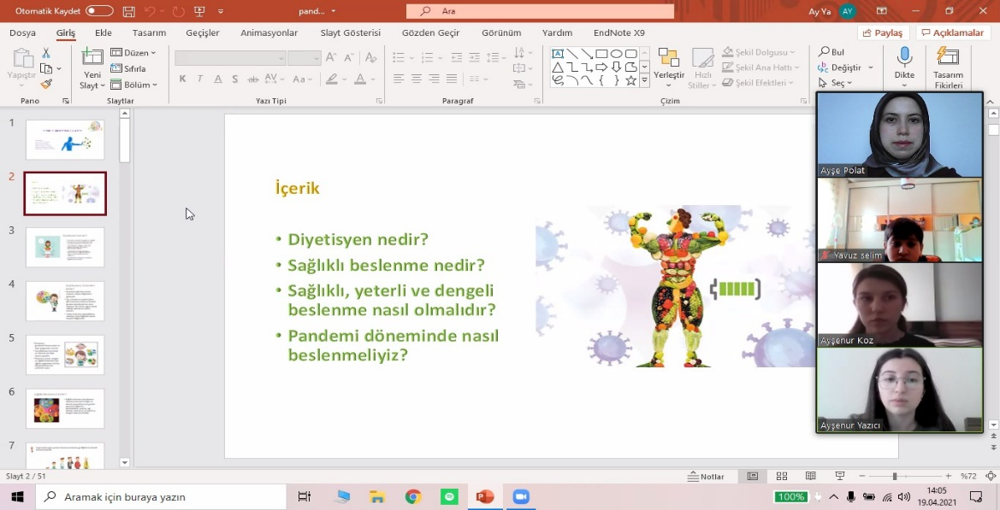 Otomatik Kaydet
pand...
Ara
Ay Ya
AY
Dosya
Giriş
Ekle
Tasarım
Geçişler
Animasyonlar
Slayt Gösterisi
Gözden Geçir
Görünüm
Yardım
EndNote X9
Paylaş
Açıklamalar
Yapıştır
Yeni
Slayt
Düzen
Sıfırla
Bölüm
K T A S ab AV Aa
A
Yerleştir
Hızlı
Stiller
Şekil Dolgusu
Şekil Ana Hattı
Şekil Efektleri
Bul
Değiştir
Seç
Dikte
Tasarım
Fikirleri
Pano
Slaytlar
Yazı Tipi
Paragraf
Çizim
1
2
3
4
5
6
7
İçerik
• Diyetisyen nedir?
• Sağlıklı beslenme nedir?
• Sağlıklı, yeterli ve dengeli
beslenme nasıl olmalıdır?
• Pandemi döneminde nasıl
beslenmeliyiz?
Ayşe Polat
Yavuz selim
Ayşenur Koz
Ayşenur Yazıcı
Slayt 2 / 51
Notlar
%72
Aramak için buraya yazın
100%
14:05
19.04.2021